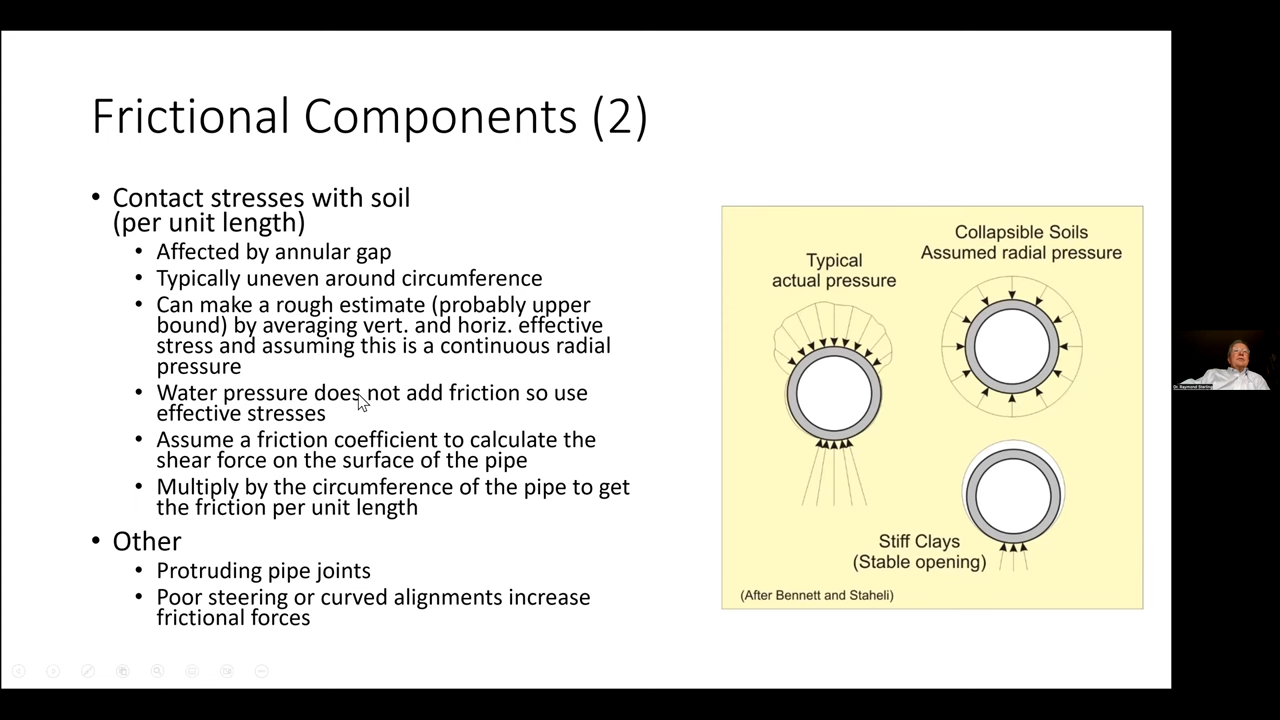 Frictional Components (2)
• Contact stresses with soil
(per unit length)
• Affected by annular gap
• Typically uneven around circumference
• Can make a rough estimate (probably upper
bound) by averaging vert. and horiz. effective
stress and assuming this is a continuous radial
pressure
• Water pressure does not add friction so use
effective stresses
• Assume a friction coefficient to calculate the
shear force on the surface of the pipe
• Multiply by the circumference of the pipe to get
the friction per unit length
• Other
• Protruding pipe joints
• Poor steering or curved alignments increase
frictional forces
Typical
actual pressure
Collapsible Soils
Assumed radial pressure
Stiff Clays
(Stable opening)
(After Bennett and Staheli)
Dr. Raymond Sterling